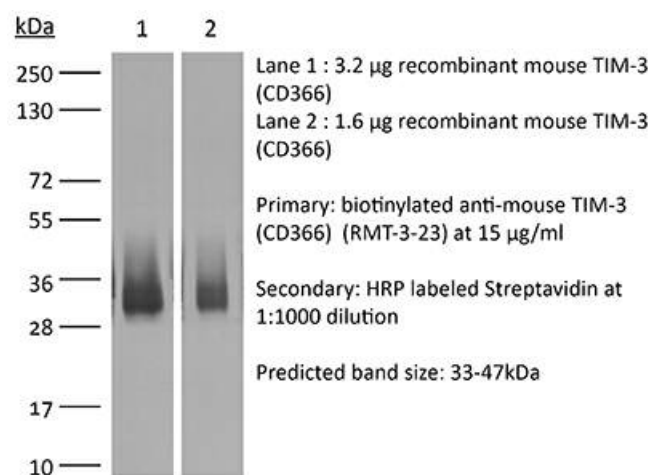 kDa
1 2
250
130
72
55
36
28
17
10
Lane 1 : 3.2 µg recombinant mouse TIM-3
(CD366)
Lane 2 : 1.6 µg recombinant mouse TIM-3
(CD366)
Primary: biotinylated anti-mouse TIM-3
(CD366) (RMT-3-23) at 15 µg/ml
Secondary: HRP labeled Streptavidin at
1:1000 dilution
Predicted band size: 33-47kDa